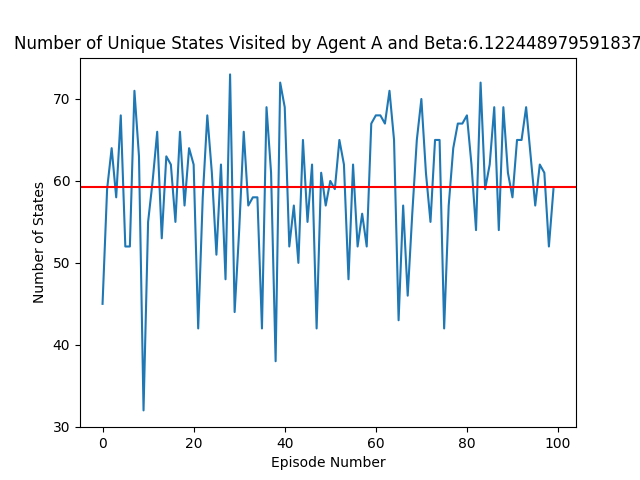 Number of Unique States Visited by Agent A and Beta:6.122448979591837
70
60
50
40
30
Number of States
0 20 40 60 80 100
Episode Number